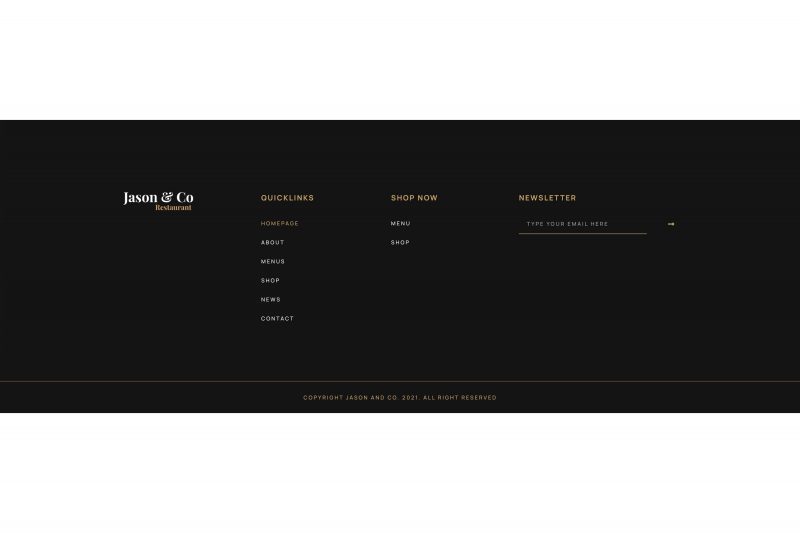 Jason & Co
Restaurant
QUICKLINKS
HOMEPAGE
ABOUT
MENUS
SHOP
NEWS
CONTACT
SHOP NOW
MENU
SHOP
NEWSLETTER
TYPE YOUR EMAIL HERE
COPYRIGHT JASON AND CO. 2021. ALL RIGHT RESERVED